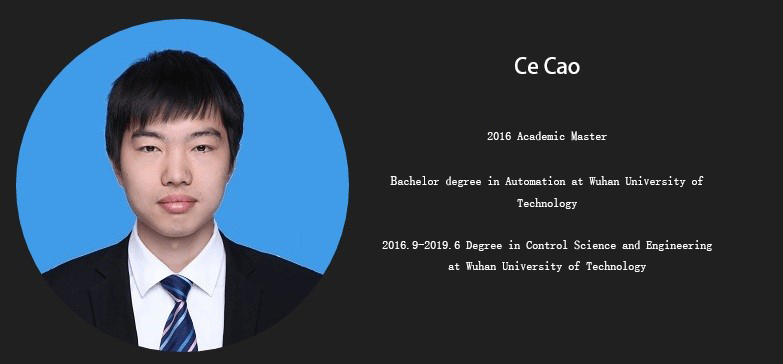 Ce Cao
2016 Academic Master
Bachelor degree in Automation at Wuhan University of
Technology
2016.9-2019.6 Degree in Control Science and Engineering
at Wuhan University of Technology